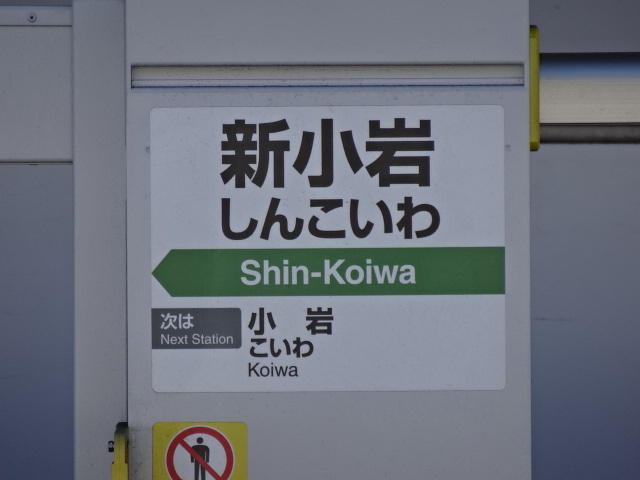 新小岩
しんこいわ
Shin-Koiwa
次は
Next Station
小 岩
こいわ
Koiwa